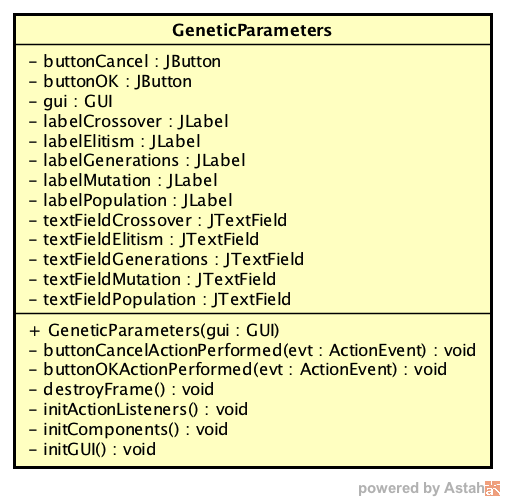 GeneticParameters
- buttonCancel : JButton
- buttonOK : JButton
- gui : GUI
- labelCrossover : JLabel
- labelElitism : JLabel
- labelGenerations : JLabel
- labelMutation : JLabel
- labelPopulation : JLabel
- textFieldCrossover : JTextField
- textFieldElitism : JTextField
- textFieldGenerations : JTextField
- textFieldMutation : JTextField
- textFieldPopulation : JTextField
+ GeneticParameters(gui : GUI)
- buttonCancelActionPerformed(evt : ActionEvent) : void
- buttonOKActionPerformed(evt : ActionEvent) : void
- destroyFrame() : void
- initActionListeners() : void
- initComponents() : void
- initGUI() : void
powered by Astah